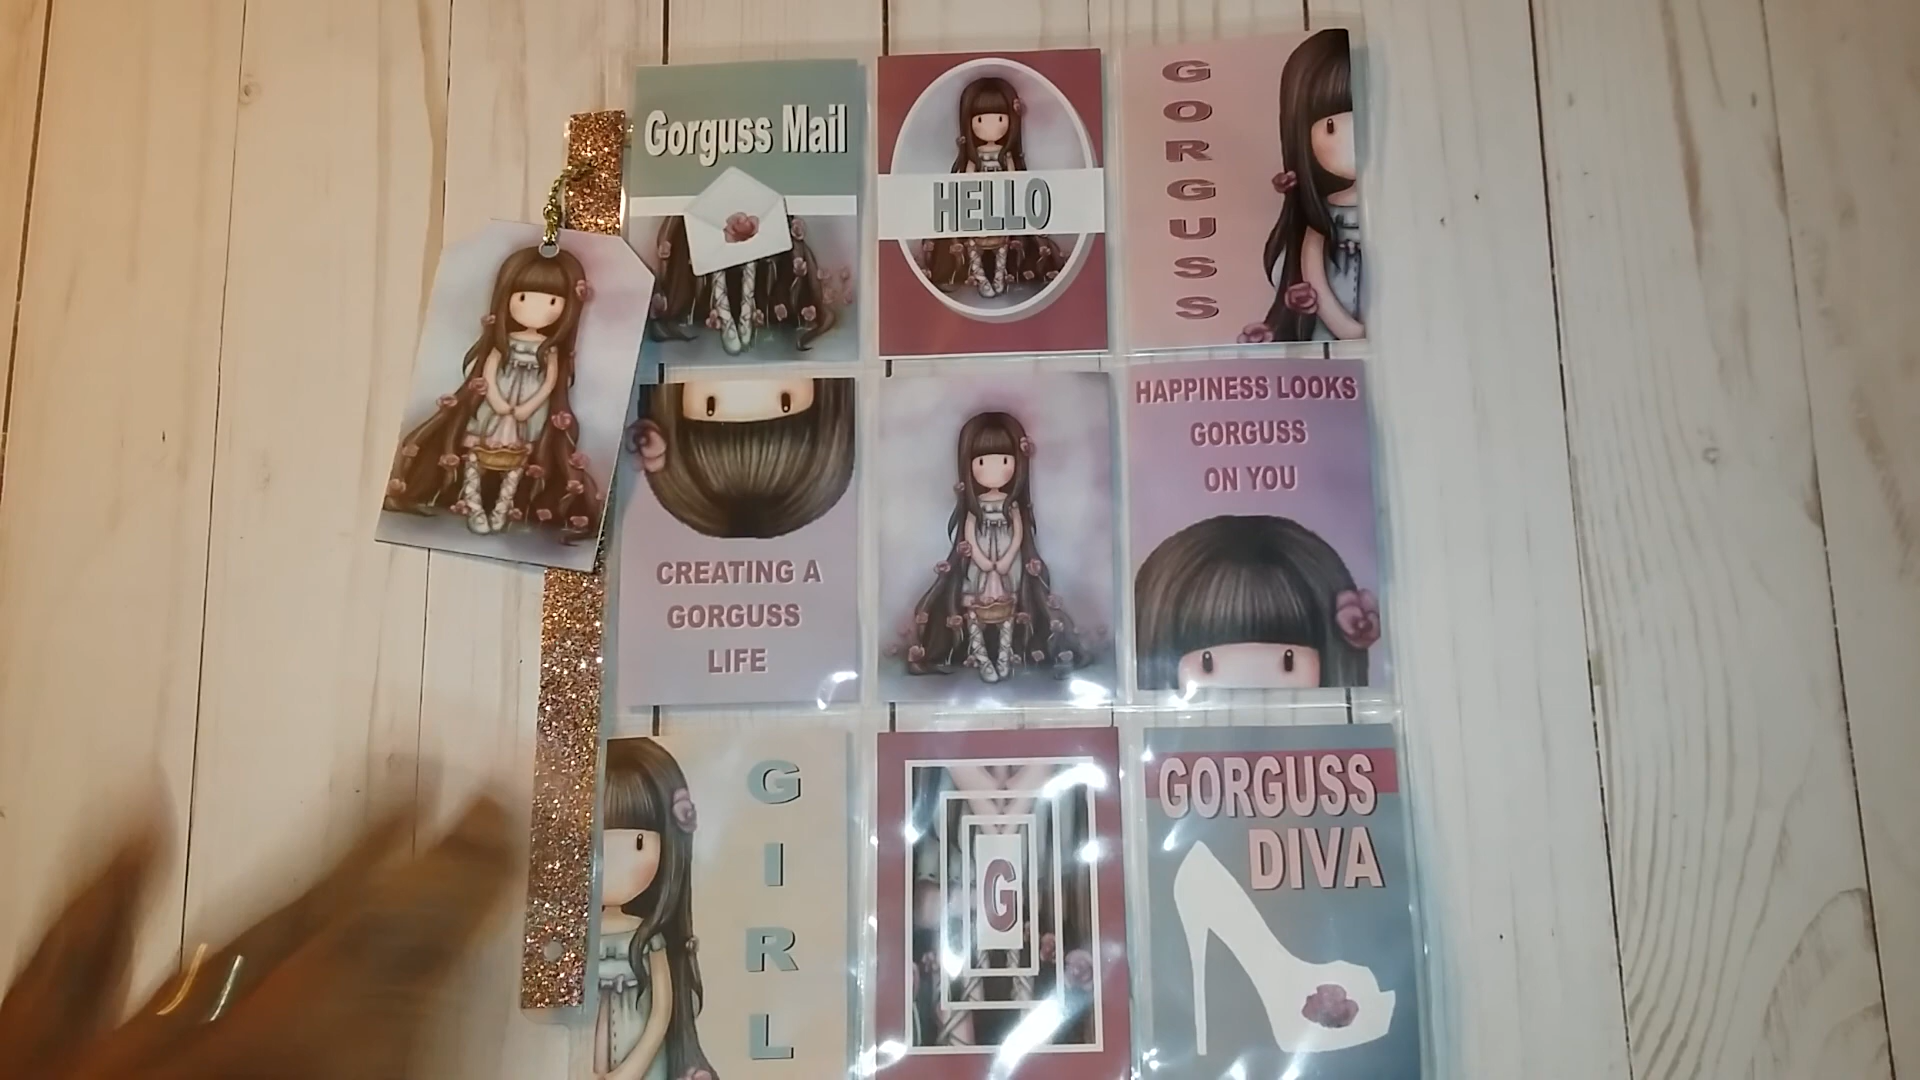 Gorguss Mail
HELLO
GORGUSS
CREATING A
GORGUSS
LIFE
HAPPINESS LOOKS
GORGUSS
ON YOU
GIRL
G
GORGUSS
DIVA